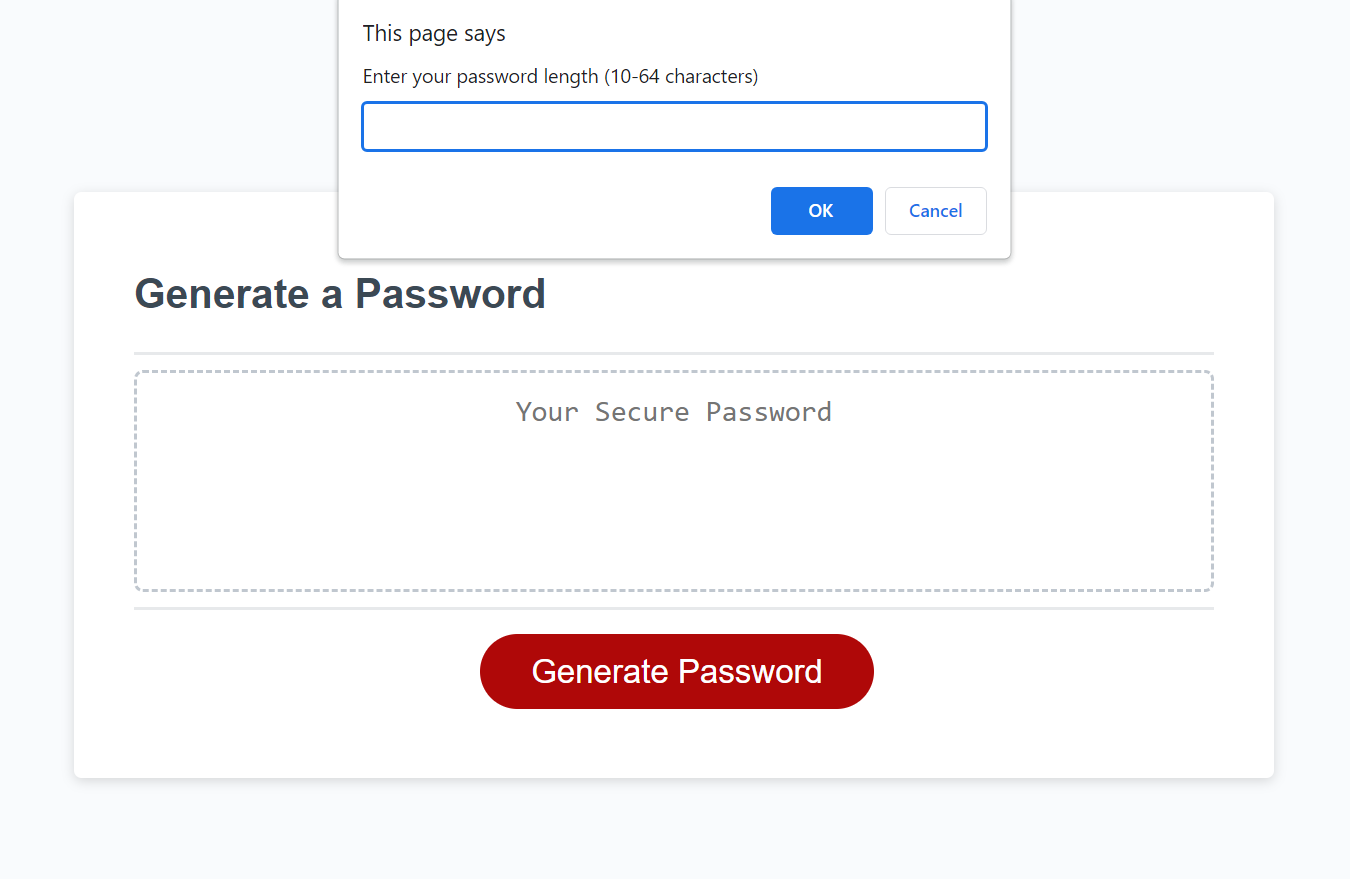 This page says
Enter your password length (10-64 characters)
OK
Cancel
Generate a Password
Your Secure Password
Generate Password